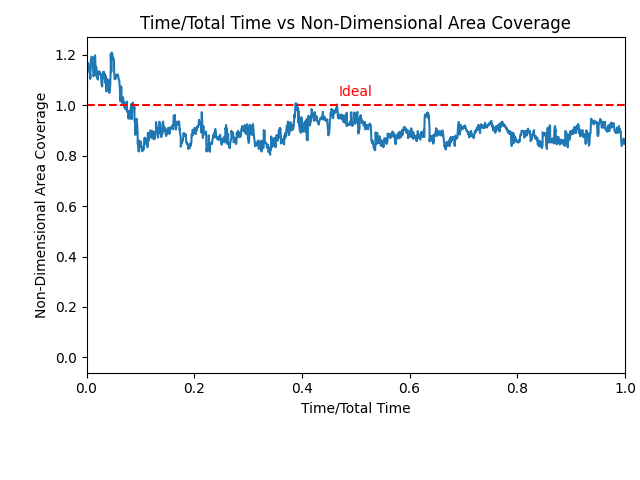 Time/Total Time vs Non-Dimensional Area Coverage
1.2
Ideal
1.0
0.8
0.6
0.4
0.2
0.0
Non-Dimensional Area Coverage
0.0 0.2 0.4 0.6 0.8 1.0
Time/Total Time